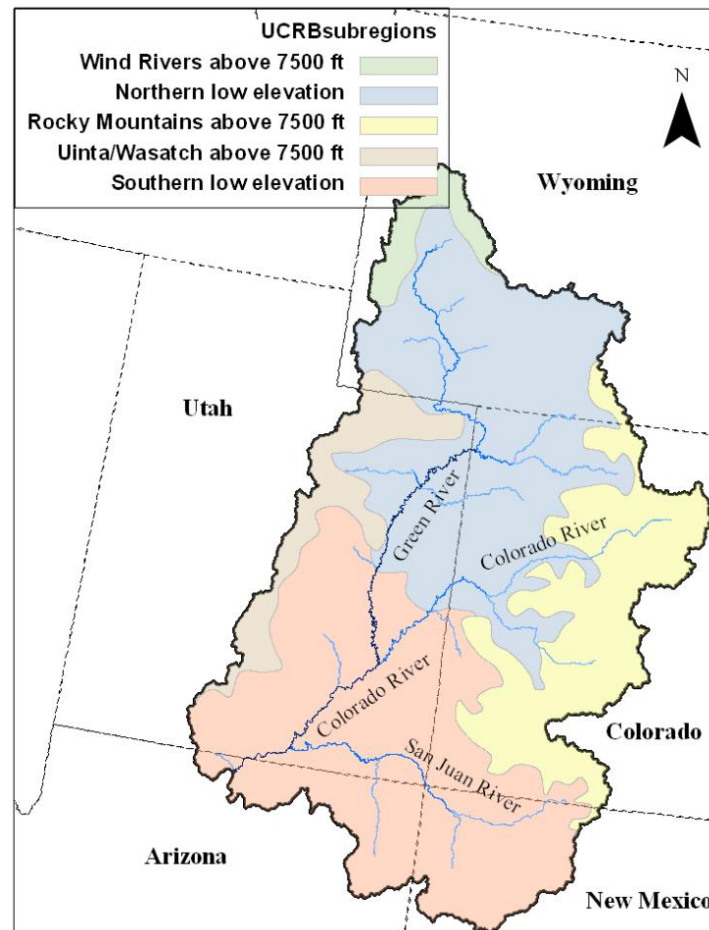 UCRBsubregions
Wind Rivers above 7500 ft
Northern low elevation
Rocky Mountains above 7500 ft
Uinta/Wasatch above 7500 ft
Southern low elevation
N
Wyoming
Utah
Green River
Colorado River
Colorado River
Colorado
San Juan River
Arizona
New Mexico